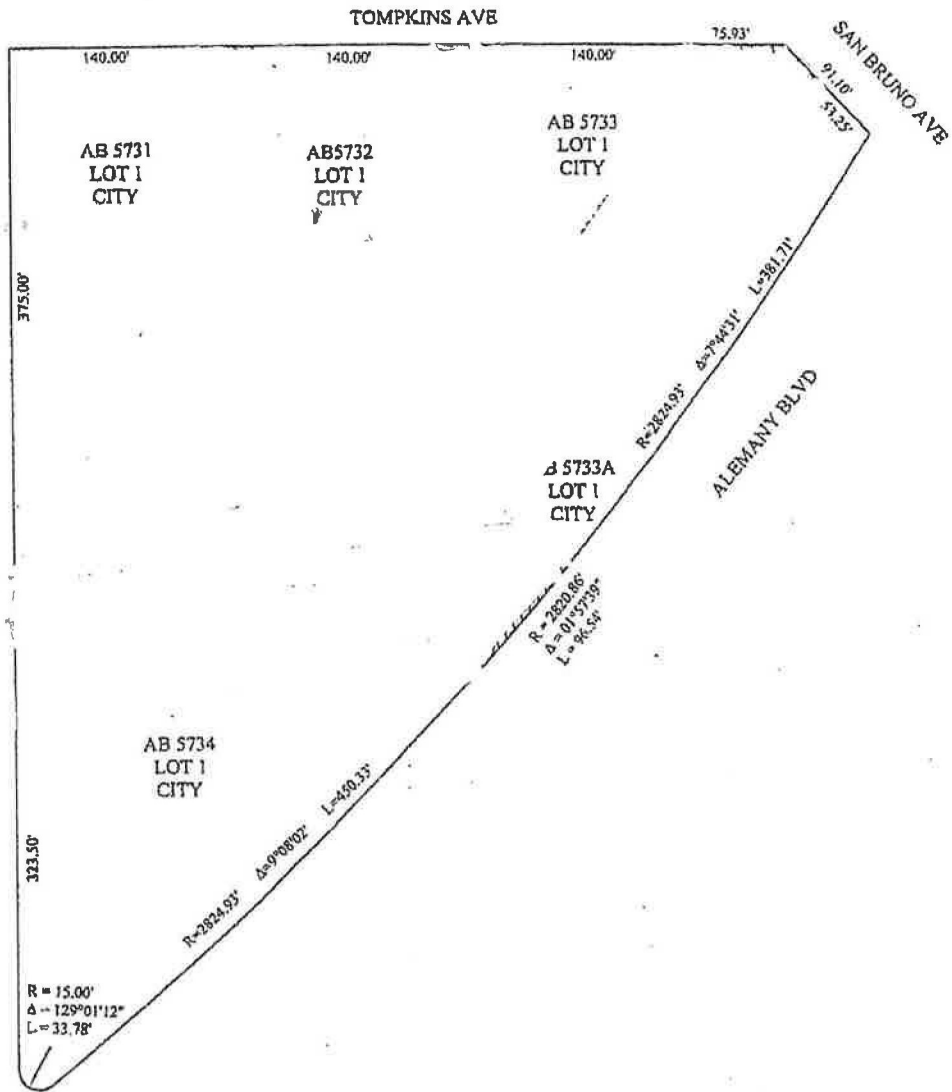 TOMPKINS AVE
SAN BRUNO AVE
140.00'
140.00'
140.00'
75.93'
91.10'
53.25'
AB 5731
LOT 1
CITY
AB5732
LOT 1
CITY
AB 5733
LOT 1
CITY
375.00'
R=2824.93' Δ=7°44'31" L=381.71'
ALEMANY BLVD
B 5733A
LOT 1
CITY
R = 2820.86'
Δ = 01°57'39"
L = 96.54'
AB 5734
LOT 1
CITY
323.50'
R=2824.93' Δ=9°08'02" L=450.33'
R = 15.00'
Δ = 129°01'12"
L = 33.78'